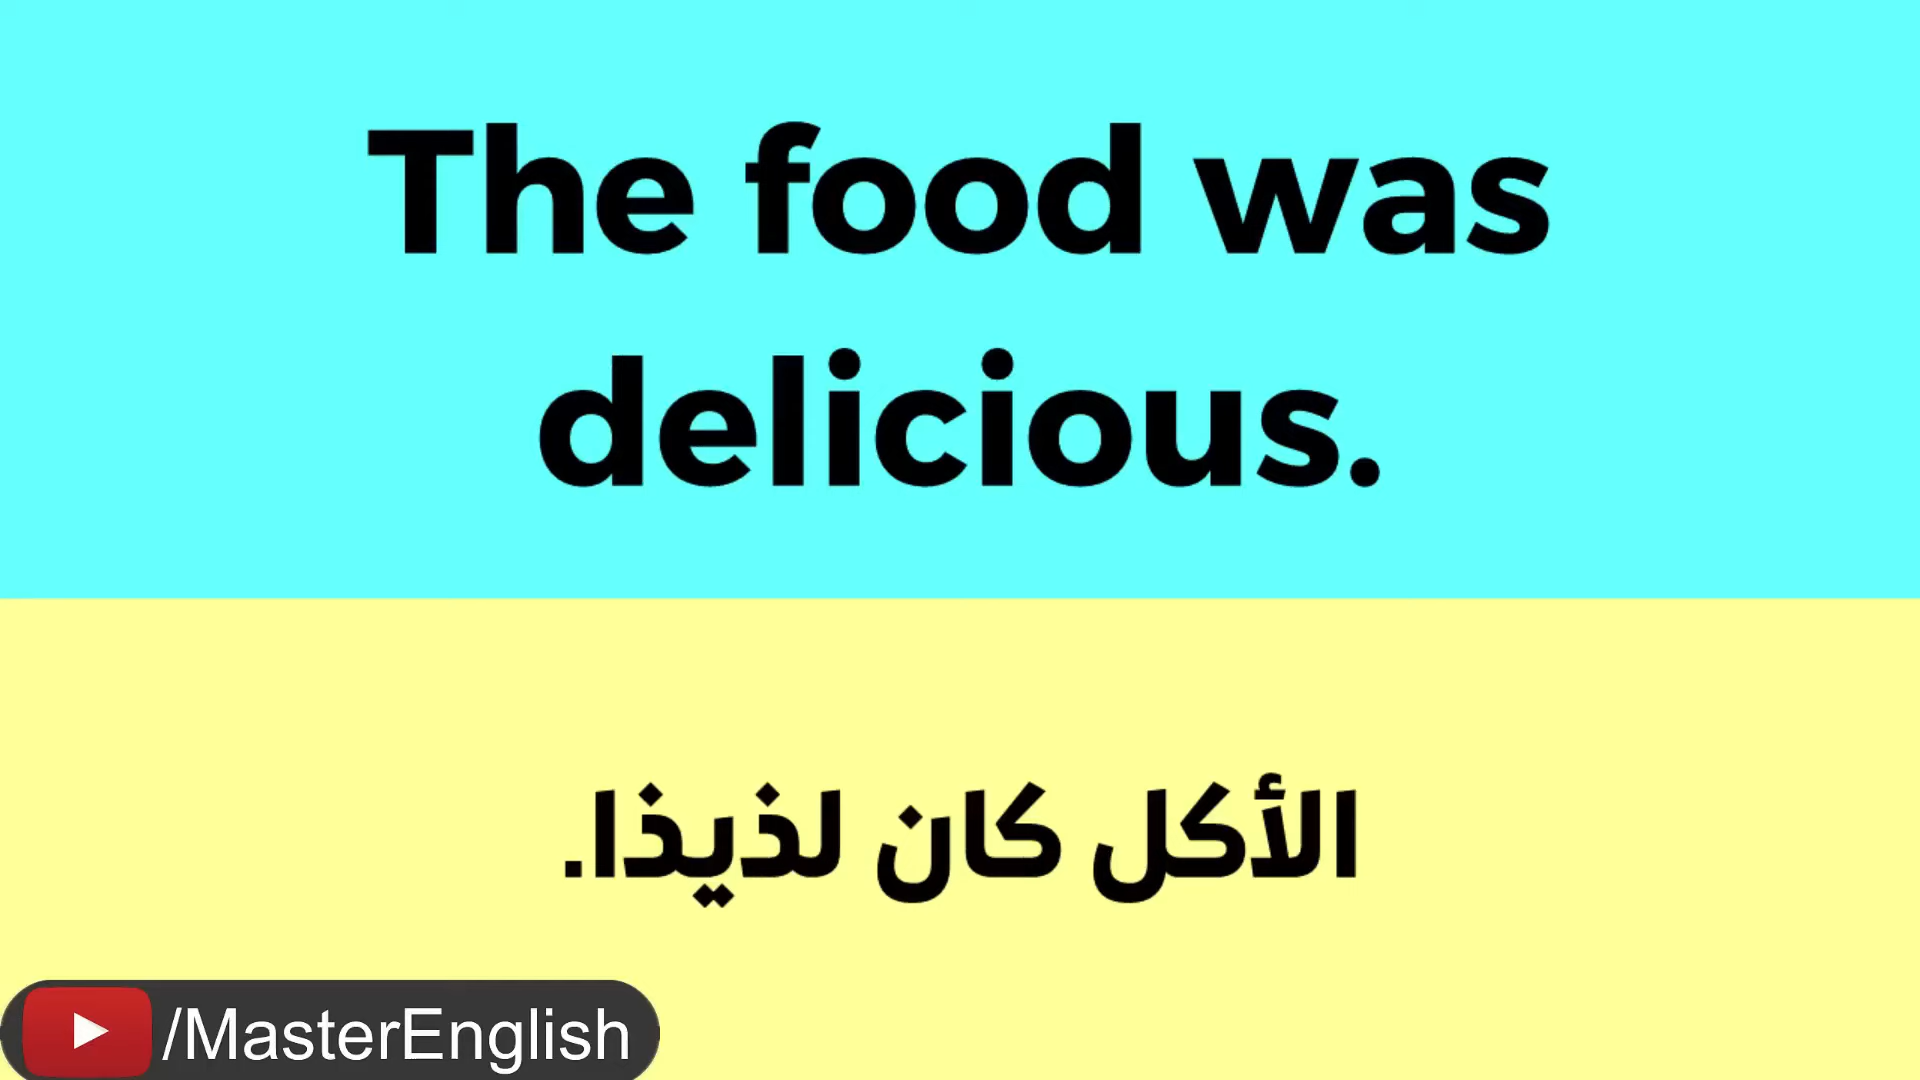 The food was
delicious.
الأكل كان لذيذا.
/MasterEnglish